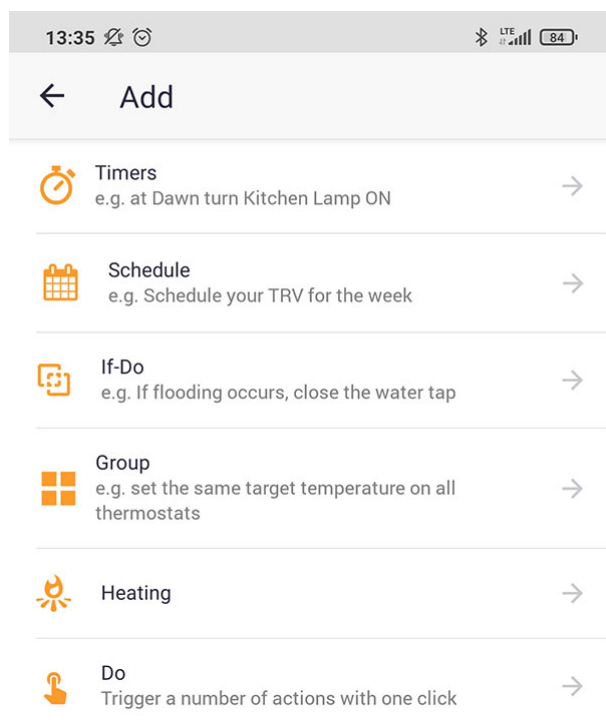 13:35
LTE
84
Add
Timers
e.g. at Dawn turn Kitchen Lamp ON
Schedule
e.g. Schedule your TRV for the week
If-Do
e.g. If flooding occurs, close the water tap
Group
e.g. set the same target temperature on all
thermostats
Heating
Do
Trigger a number of actions with one click